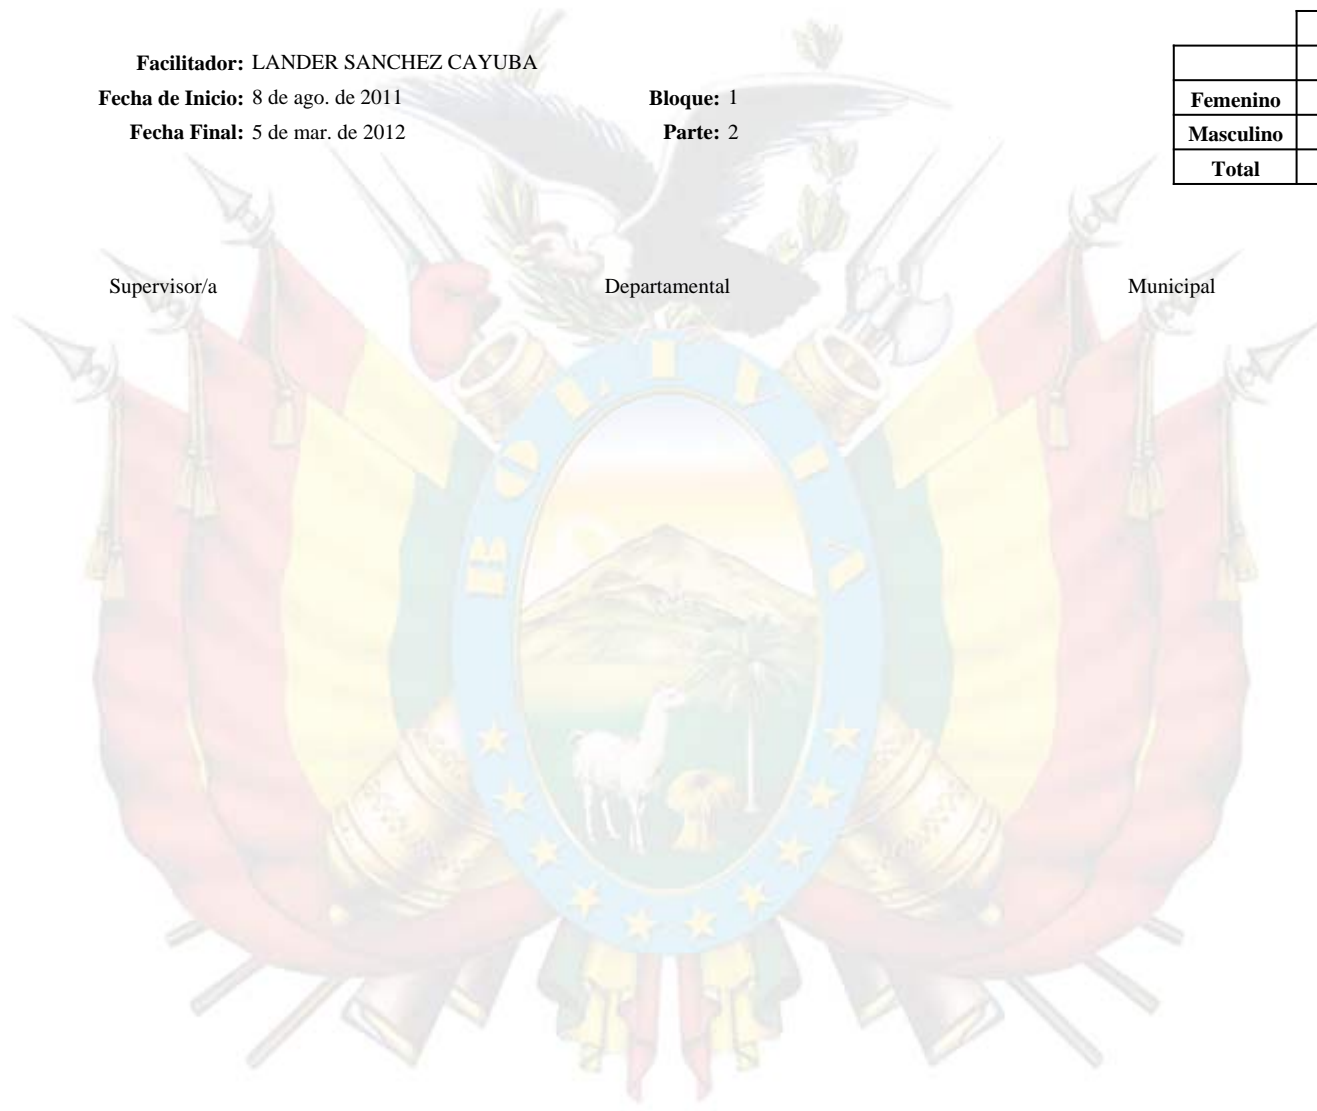 Facilitador: LANDER SANCHEZ CAYUBA
Fecha de Inicio: 8 de ago. de 2011 Bloque: 1
Fecha Final: 5 de mar. de 2012 Parte: 2
Femenino
Masculino
Total
Supervisor/a Departamental Municipal
BOLIVIA